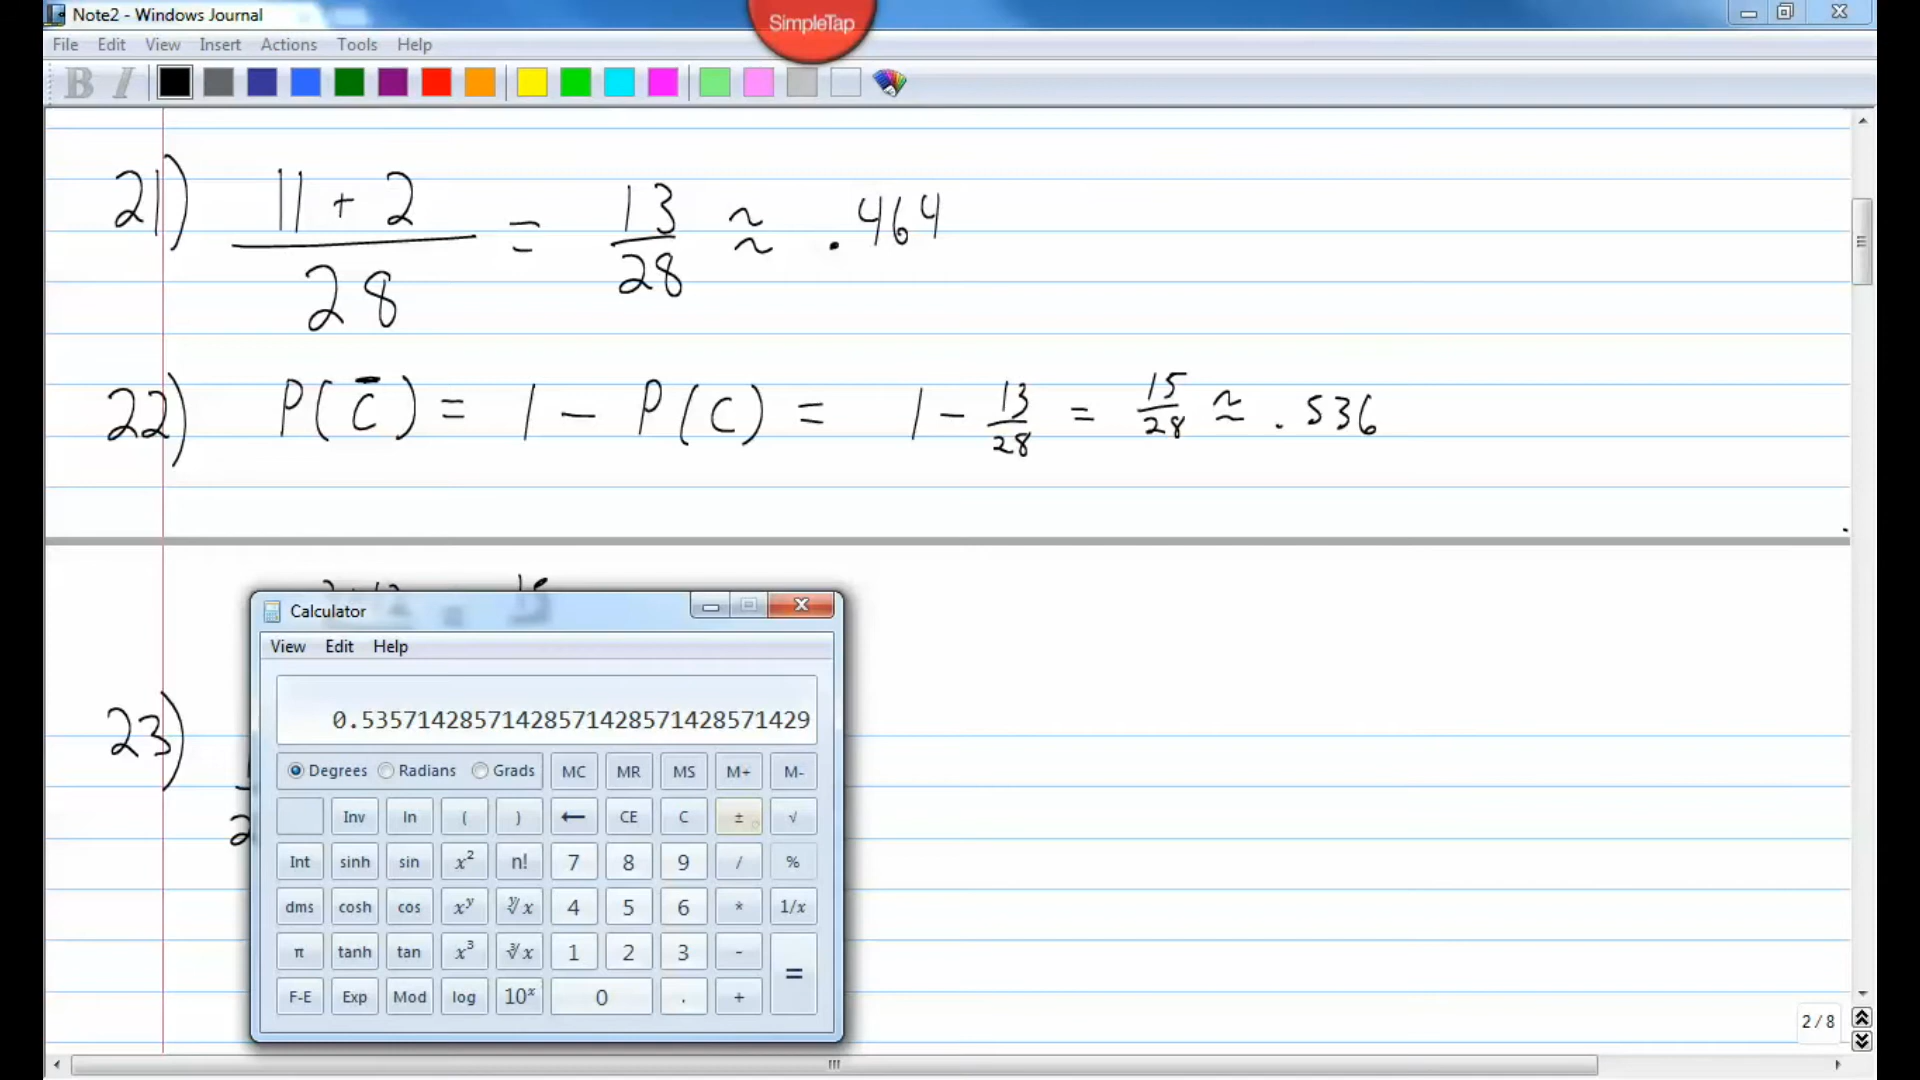 Note2 - Windows Journal
SimpleTap
File Edit View Insert Actions Tools Help
B I
21) 11 + 2 / 28 = 13/28 ≈ .464
22) P(C̄) = 1 - P(C) = 1 - 13/28 = 15/28 ≈ .536
23)
Calculator
View Edit Help
0.53571428571428571428571428571429
Degrees Radians Grads MC MR MS M+ M-
Inv ln ( ) ← CE C ± √
Int sinh sin x² n! 7 8 9 / %
dms cosh cos xʸ ʸ√x 4 5 6 * 1/x
π tanh tan x³ ³√x 1 2 3 - =
F-E Exp Mod log 10ˣ 0 . +
2 / 8